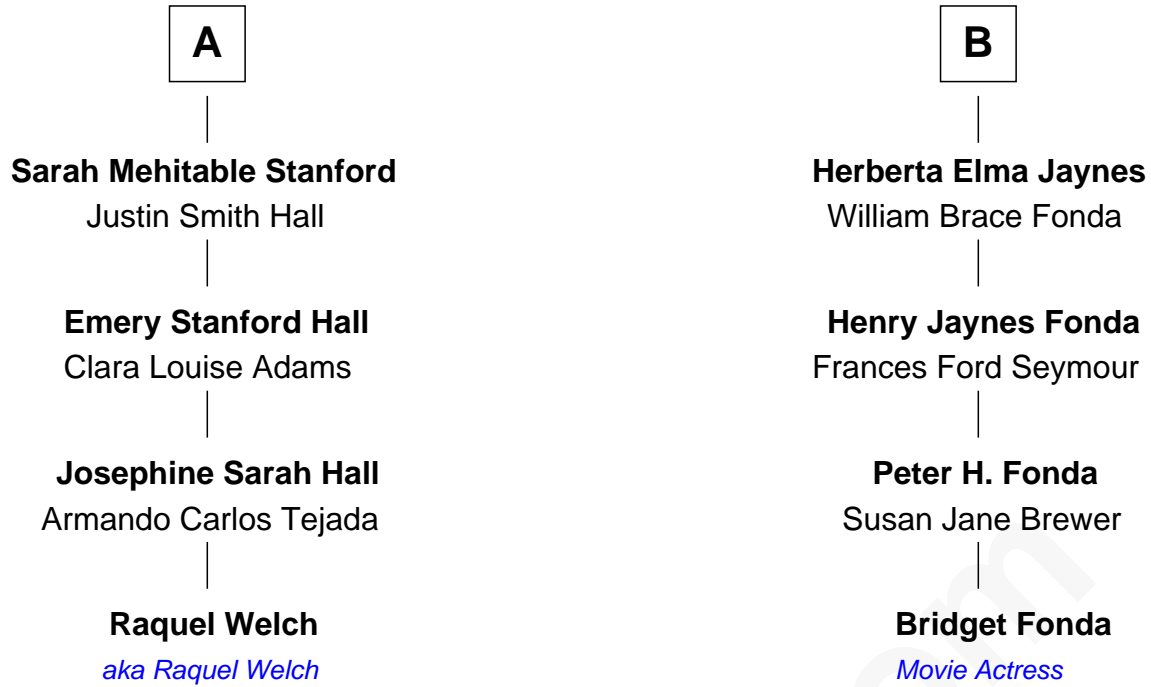 A
B
Sarah Mehitable Stanford
Justin Smith Hall
Herberta Elma Jaynes
William Brace Fonda
Emery Stanford Hall
Clara Louise Adams
Henry Jaynes Fonda
Frances Ford Seymour
Josephine Sarah Hall
Armando Carlos Tejada
Peter H. Fonda
Susan Jane Brewer
Raquel Welch
aka Raquel Welch
Bridget Fonda
Movie Actress